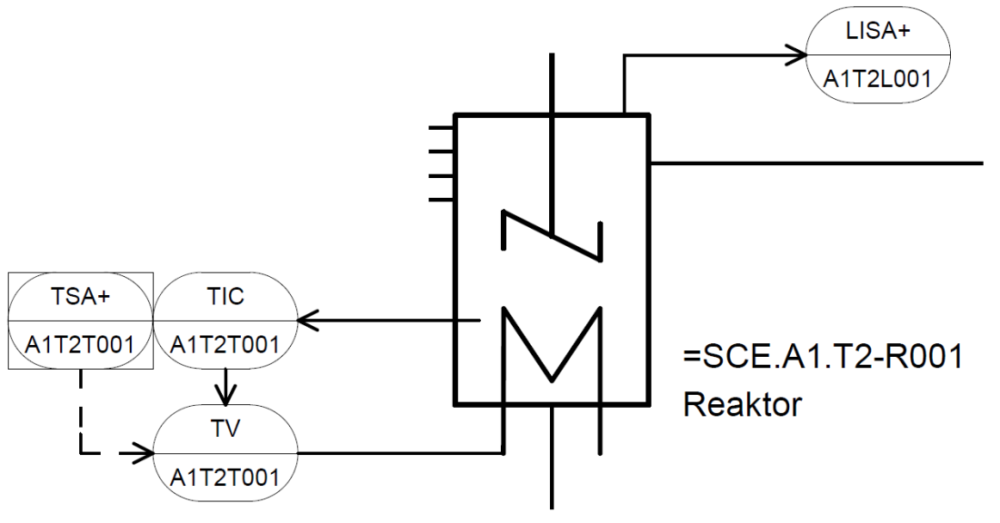 LISA+
A1T2L001
TSA+
A1T2T001
TIC
A1T2T001
=SCE.A1.T2-R001
Reaktor
TV
A1T2T001